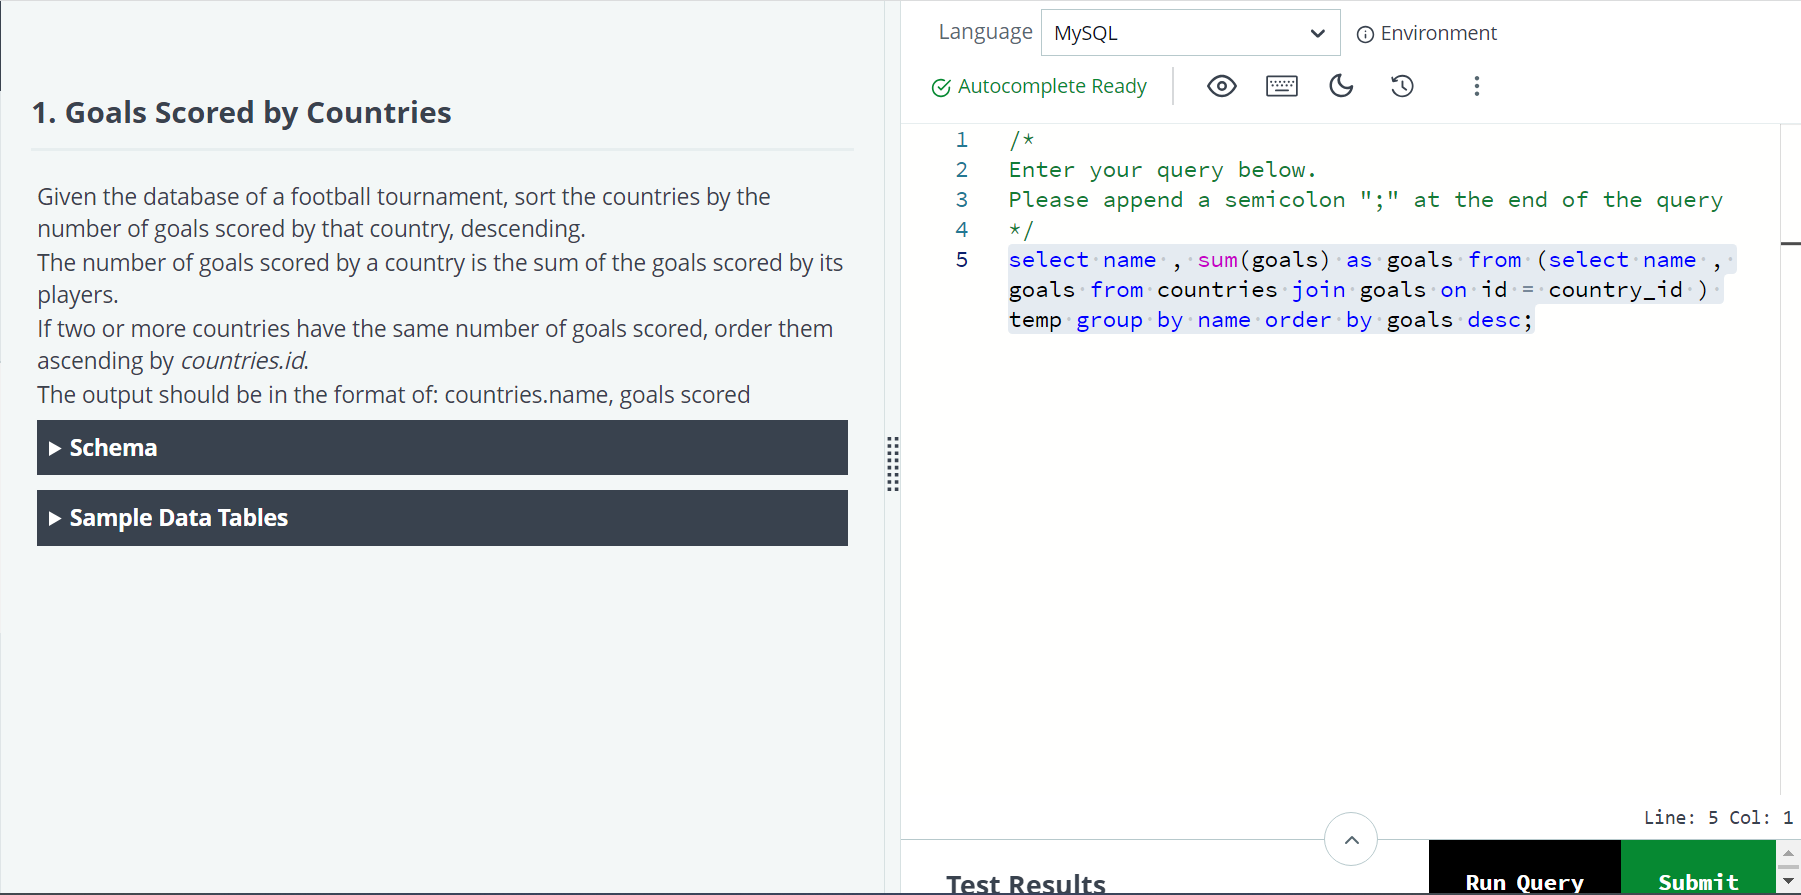 1. Goals Scored by Countries
Given the database of a football tournament, sort the countries by the
number of goals scored by that country, descending.
The number of goals scored by a country is the sum of the goals scored by its
players.
If two or more countries have the same number of goals scored, order them
ascending by countries.id.
The output should be in the format of: countries.name, goals scored
Schema
Sample Data Tables
Language MySQL Environment
Autocomplete Ready
1 /*
2 Enter your query below.
3 Please append a semicolon ";" at the end of the query
4 */
5 select name , sum(goals) as goals from (select name ,
goals from countries join goals on id = country_id )
temp group by name order by goals desc;
Line: 5 Col: 1
Test Results
Run Query
Submit